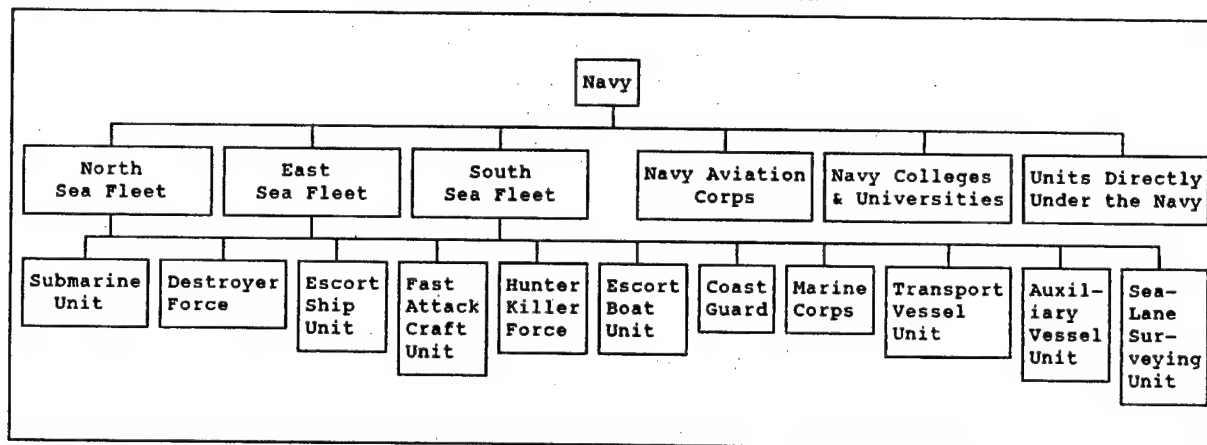 Navy
North
Sea Fleet
East
Sea Fleet
South
Sea Fleet
Navy Aviation
Corps
Navy Colleges
& Universities
Units Directly
Under the Navy
Submarine
Unit
Destroyer
Force
Escort
Ship
Unit
Fast
Attack
Craft
Unit
Hunter
Killer
Force
Escort
Boat
Unit
Coast
Guard
Marine
Corps
Transport
Vessel
Unit
Auxil-
iary
Vessel
Unit
Sea-
Lane
Sur-
veying
Unit